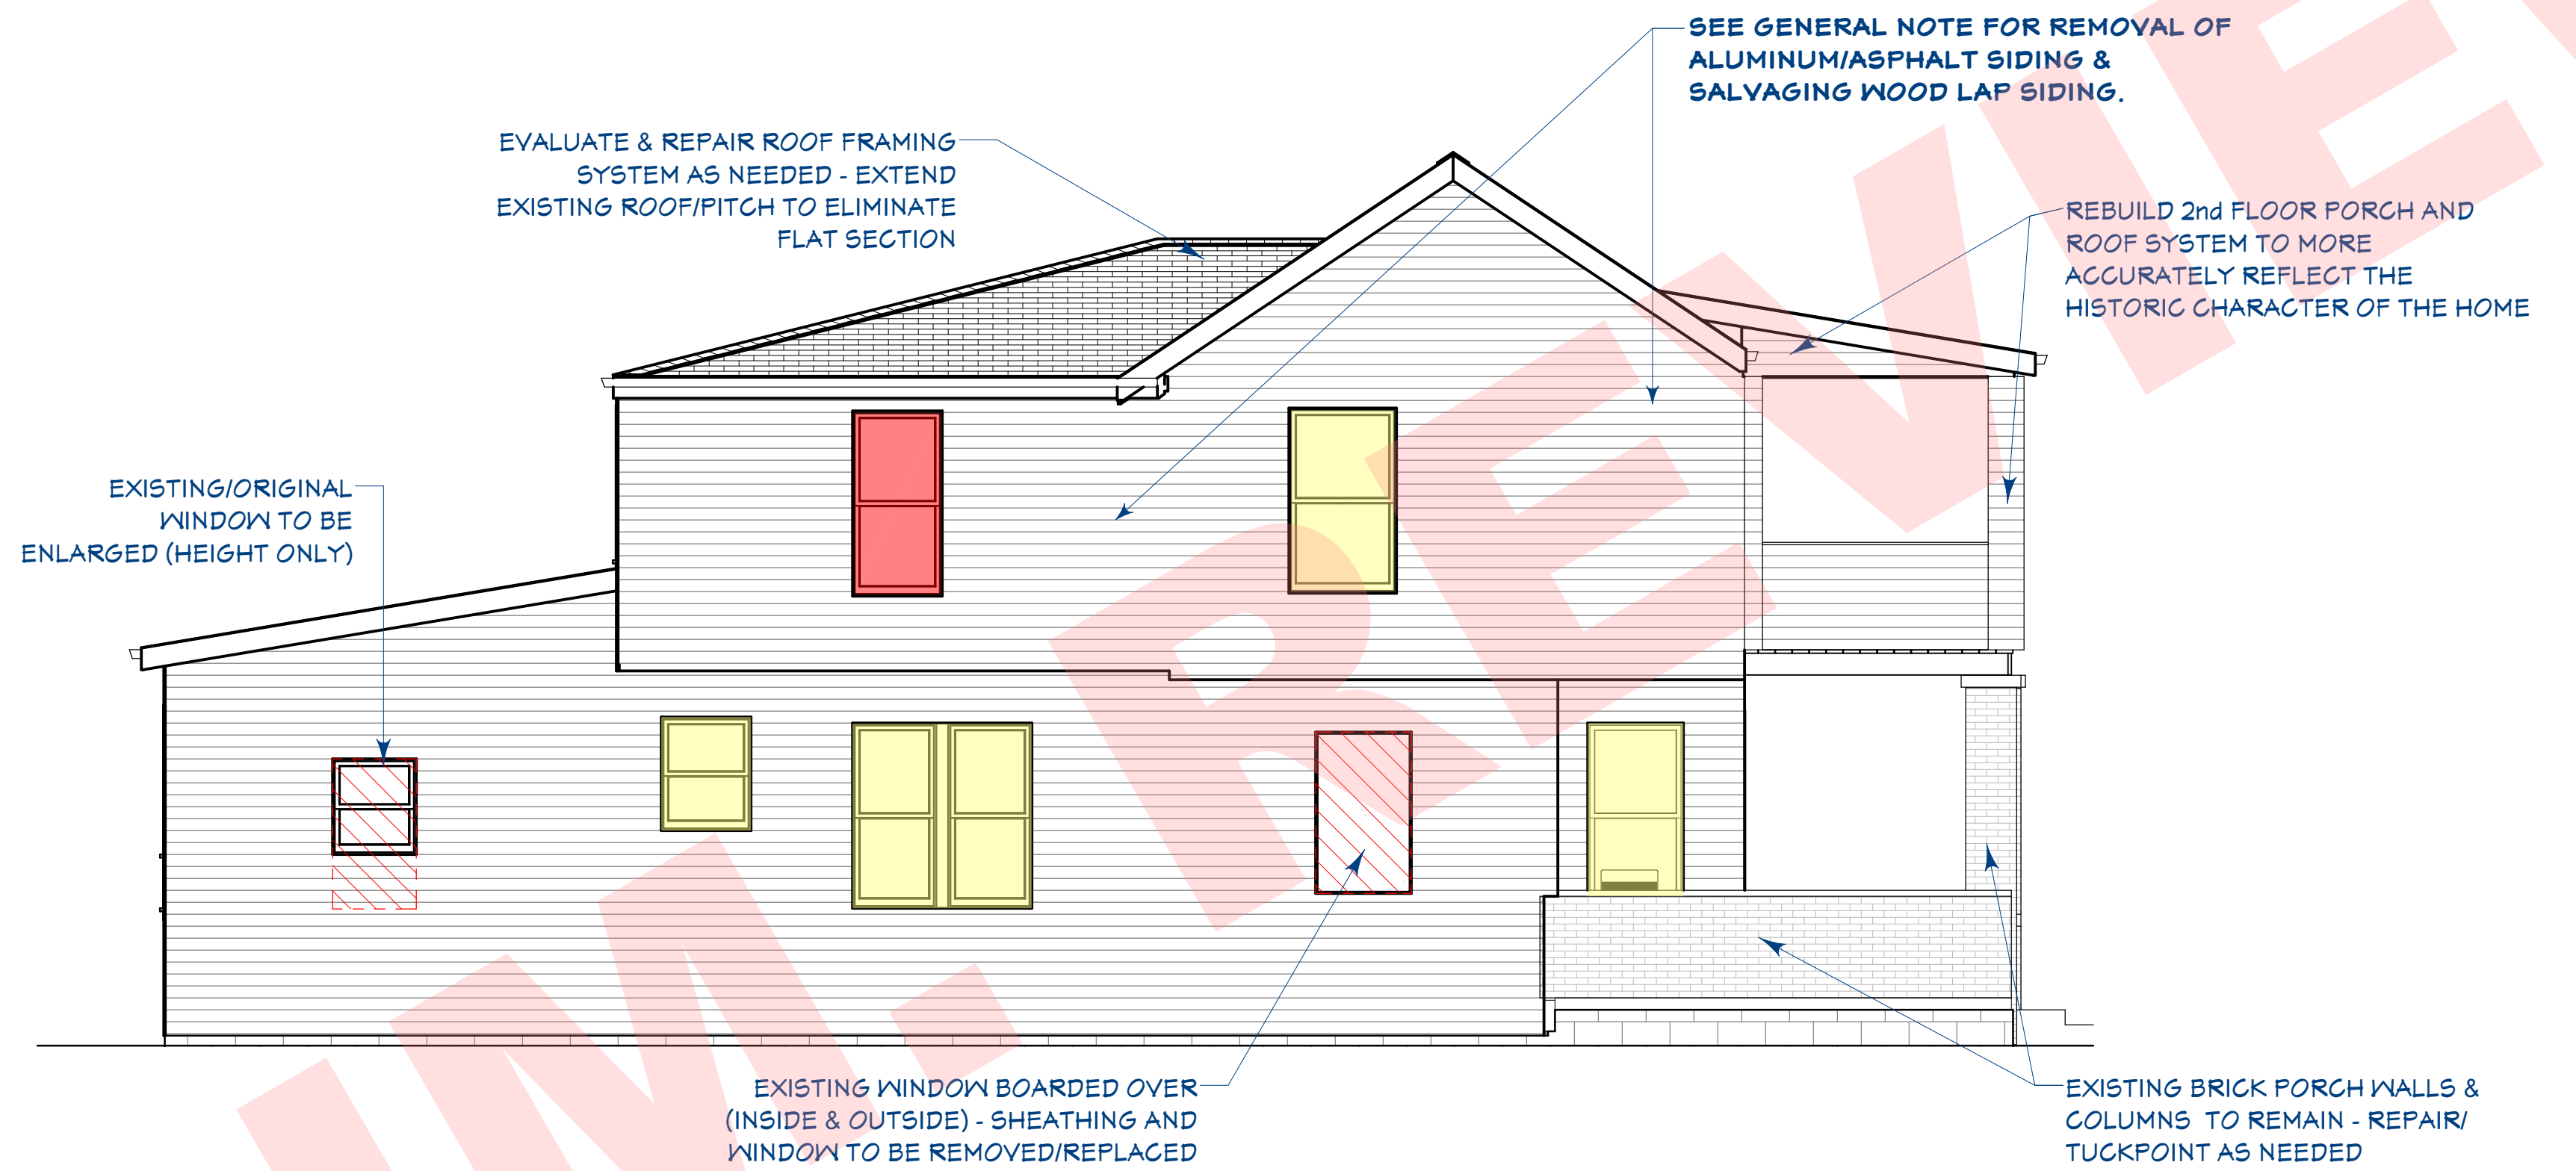 SEE GENERAL NOTE FOR REMOVAL OF
ALUMINUM/ASPHALT SIDING &
SALVAGING WOOD LAP SIDING.
EVALUATE & REPAIR ROOF FRAMING
SYSTEM AS NEEDED - EXTEND
EXISTING ROOF/PITCH TO ELIMINATE
FLAT SECTION
REBUILD 2nd FLOOR PORCH AND
ROOF SYSTEM TO MORE
ACCURATELY REFLECT THE
HISTORIC CHARACTER OF THE HOME
EXISTING/ORIGINAL
WINDOW TO BE
ENLARGED (HEIGHT ONLY)
EXISTING WINDOW BOARDED OVER
(INSIDE & OUTSIDE) - SHEATHING AND
WINDOW TO BE REMOVED/REPLACED
EXISTING BRICK PORCH WALLS &
COLUMNS TO REMAIN - REPAIR/
TUCKPOINT AS NEEDED